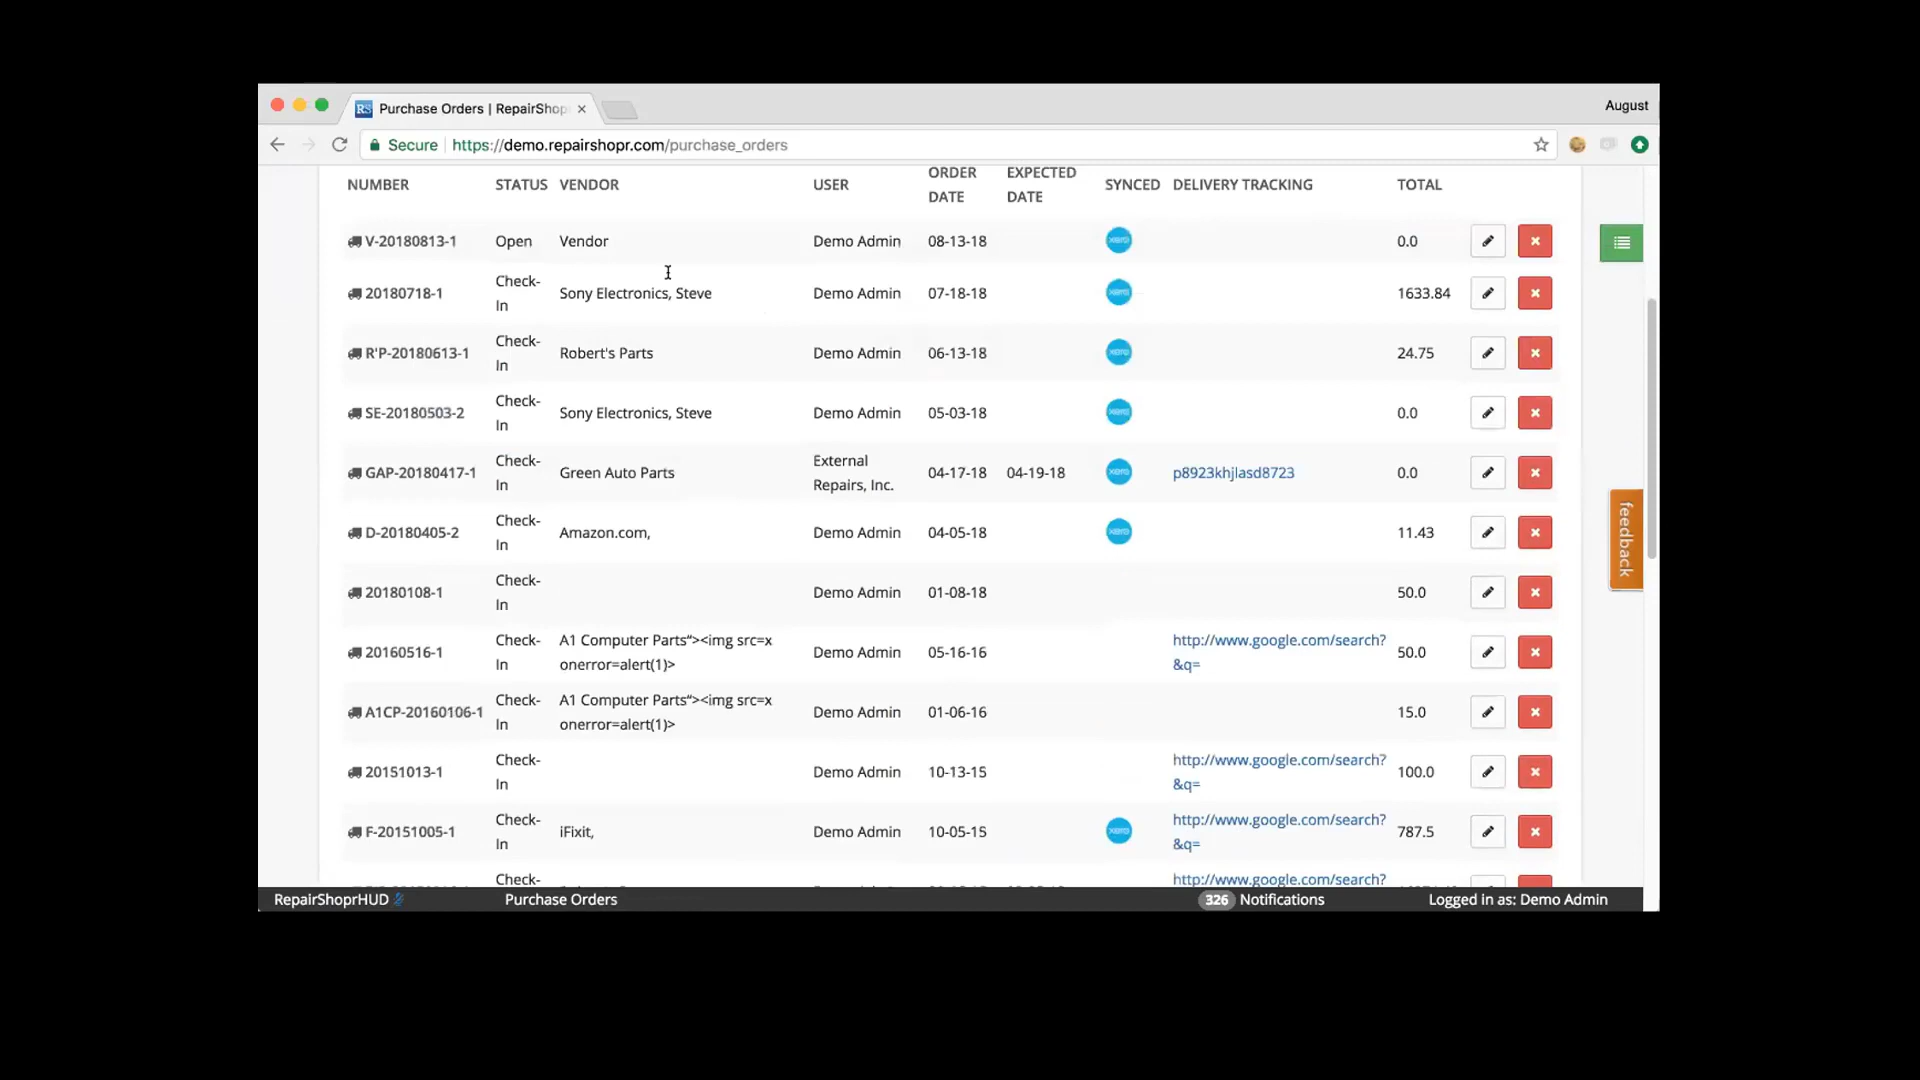 Purchase Orders | RepairShop
August
Secure https://demo.repairshopr.com/purchase_orders
NUMBER STATUS VENDOR USER ORDER DATE EXPECTED DATE SYNCED DELIVERY TRACKING TOTAL
V-20180813-1 Open Vendor Demo Admin 08-13-18 xero 0.0
20180718-1 Check-In Sony Electronics, Steve Demo Admin 07-18-18 xero 1633.84
R'P-20180613-1 Check-In Robert's Parts Demo Admin 06-13-18 xero 24.75
SE-20180503-2 Check-In Sony Electronics, Steve Demo Admin 05-03-18 xero 0.0
GAP-20180417-1 Check-In Green Auto Parts External Repairs, Inc. 04-17-18 04-19-18 xero p8923khjlasd8723 0.0
D-20180405-2 Check-In Amazon.com, Demo Admin 04-05-18 xero 11.43
20180108-1 Check-In Demo Admin 01-08-18 50.0
20160516-1 Check-In A1 Computer Parts“><img src=x onerror=alert(1)> Demo Admin 05-16-16 http://www.google.com/search?&q= 50.0
A1CP-20160106-1 Check-In A1 Computer Parts“><img src=x onerror=alert(1)> Demo Admin 01-06-16 15.0
20151013-1 Check-In Demo Admin 10-13-15 http://www.google.com/search?&q= 100.0
F-20151005-1 Check-In iFixit, Demo Admin 10-05-15 xero http://www.google.com/search?&q= 787.5
Check- http://www.google.com/search?
feedback
RepairShoprHUD Purchase Orders 326 Notifications Logged in as: Demo Admin